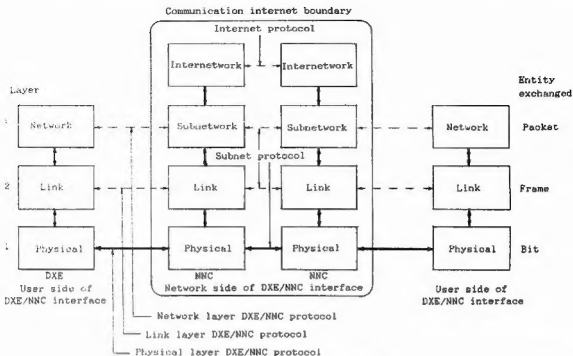 Communication internet boundary
Internet protocol
Internetwork Internetwork
Layer
Entity exchanged
Network Subnetwork Subnetwork Network Packet
Subnet protocol
2 Link Link Link Link Frame
1 Physical Physical Physical Physical Bit
DXE NNC NNC
User side of DXE/NNC interface
Network side of DXE/NNC interface
User side of DXE/NNC interface
Network layer DXE/NNC protocol
Link layer DXE/NNC protocol
Physical layer DXE/NNC protocol